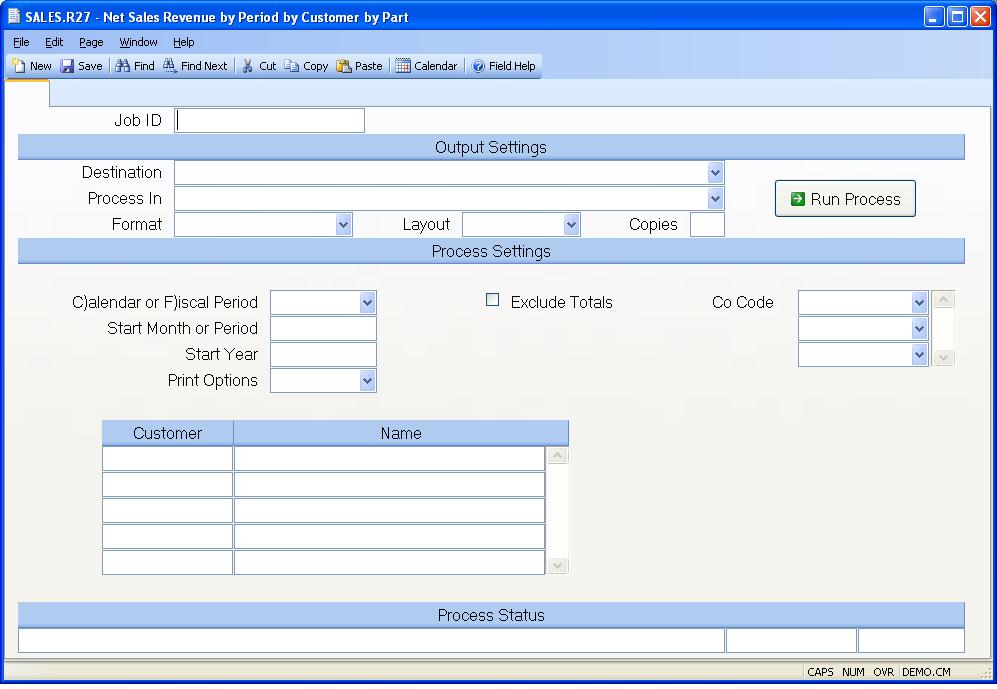 SALES.R27 - Net Sales Revenue by Period by Customer by Part
File Edit Page Window Help
New Save Find Find Next Cut Copy Paste Calendar Field Help
Job ID
Output Settings
Destination
Process In
Run Process
Format Layout Copies
Process Settings
C)alendar or F)iscal Period Exclude Totals Co Code
Start Month or Period
Start Year
Print Options
Customer Name
Process Status
CAPS NUM OVR DEMO.CM